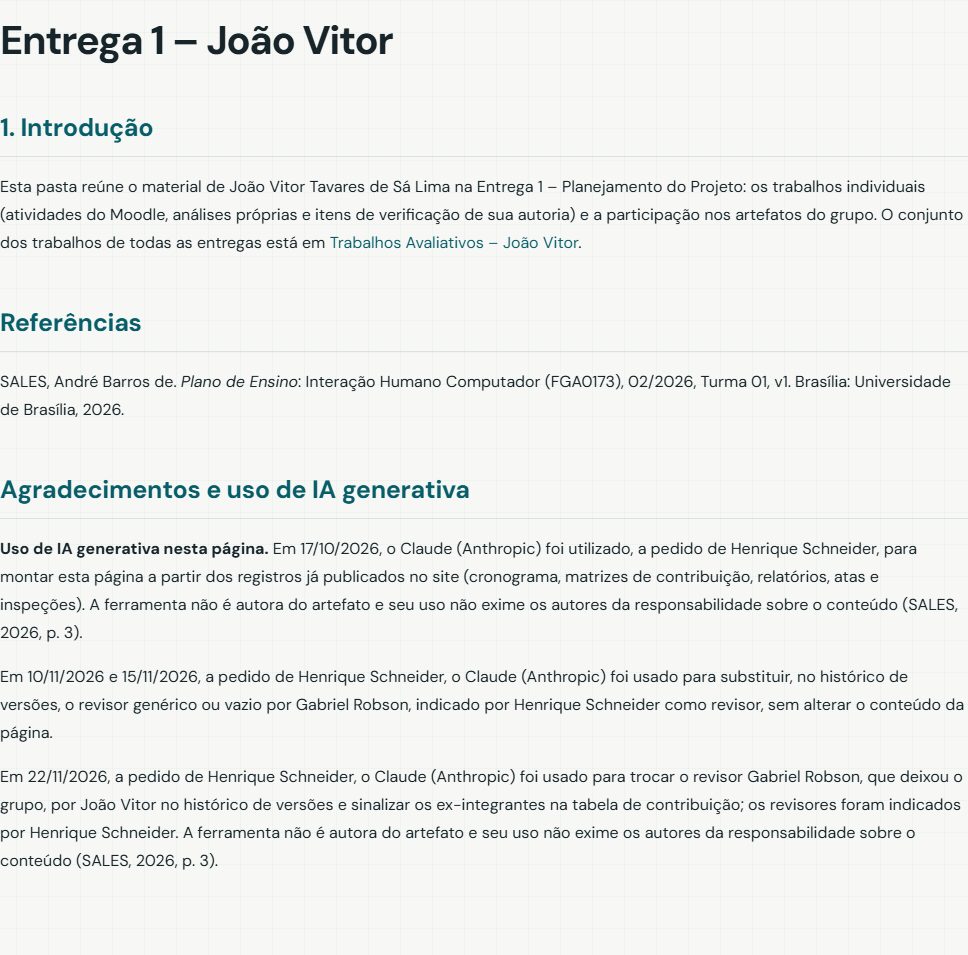 Entrega 1 – João Vitor
1. Introdução
Esta pasta reúne o material de João Vitor Tavares de Sá Lima na Entrega 1 – Planejamento do Projeto: os trabalhos individuais
(atividades do Moodle, análises próprias e itens de verificação de sua autoria) e a participação nos artefatos do grupo. O conjunto
dos trabalhos de todas as entregas está em Trabalhos Avaliativos – João Vitor.
Referências
SALES, André Barros de. Plano de Ensino: Interação Humano Computador (FGA0173), 02/2026, Turma 01, v1. Brasília: Universidade
de Brasília, 2026.
Agradecimentos e uso de IA generativa
Uso de IA generativa nesta página. Em 17/10/2026, o Claude (Anthropic) foi utilizado, a pedido de Henrique Schneider, para
montar esta página a partir dos registros já publicados no site (cronograma, matrizes de contribuição, relatórios, atas e
inspeções). A ferramenta não é autora do artefato e seu uso não exime os autores da responsabilidade sobre o conteúdo (SALES,
2026, p. 3).
Em 10/11/2026 e 15/11/2026, a pedido de Henrique Schneider, o Claude (Anthropic) foi usado para substituir, no histórico de
versões, o revisor genérico ou vazio por Gabriel Robson, indicado por Henrique Schneider como revisor, sem alterar o conteúdo da
página.
Em 22/11/2026, a pedido de Henrique Schneider, o Claude (Anthropic) foi usado para trocar o revisor Gabriel Robson, que deixou o
grupo, por João Vitor no histórico de versões e sinalizar os ex-integrantes na tabela de contribuição; os revisores foram indicados
por Henrique Schneider. A ferramenta não é autora do artefato e seu uso não exime os autores da responsabilidade sobre o
conteúdo (SALES, 2026, p. 3).